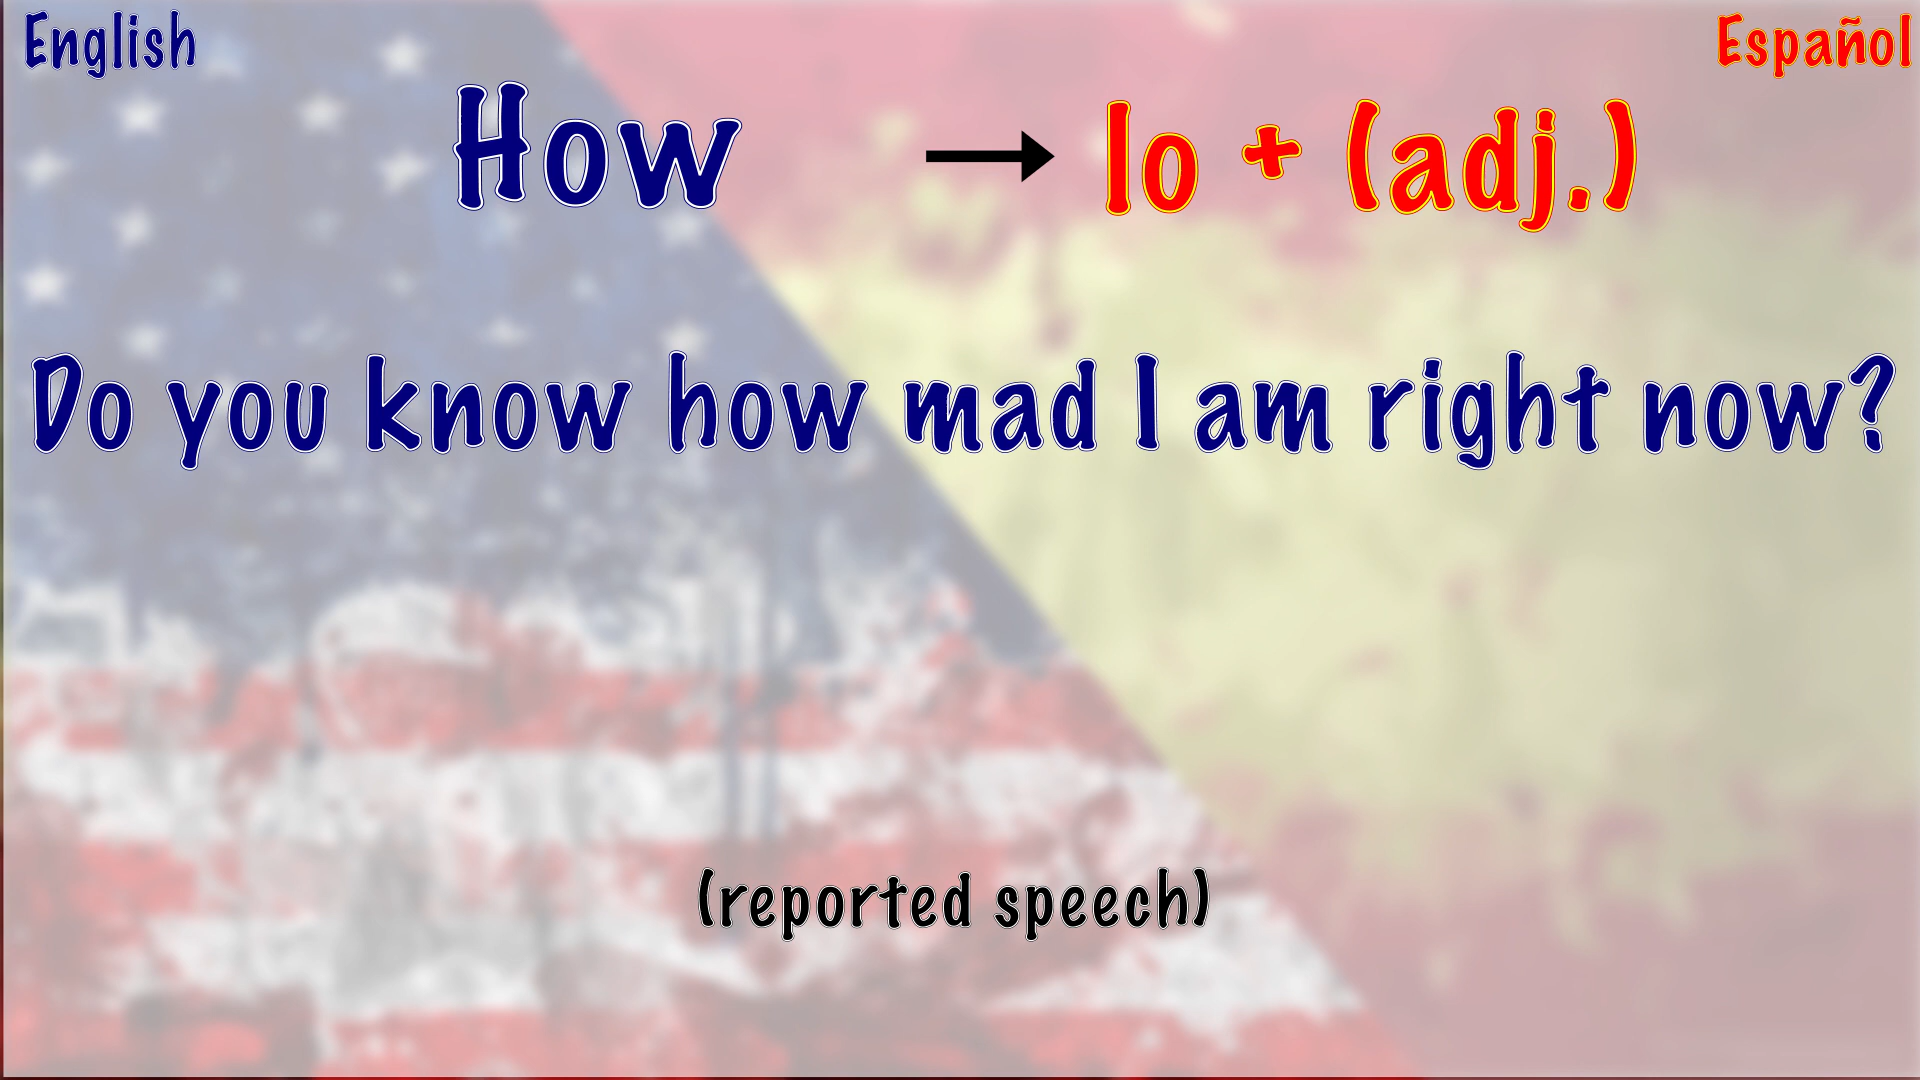 English
Español
How → lo + (adj.)
Do you know how mad I am right now?
(reported speech)